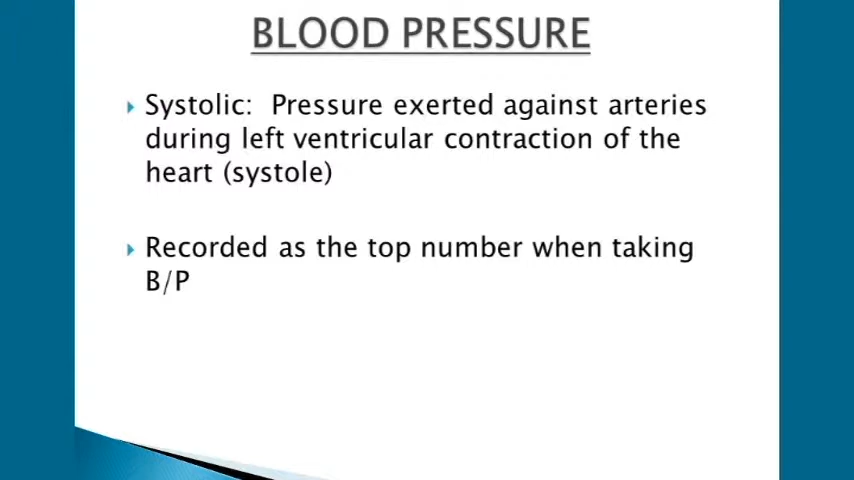 BLOOD PRESSURE
Systolic: Pressure exerted against arteries
during left ventricular contraction of the
heart (systole)
Recorded as the top number when taking
B/P